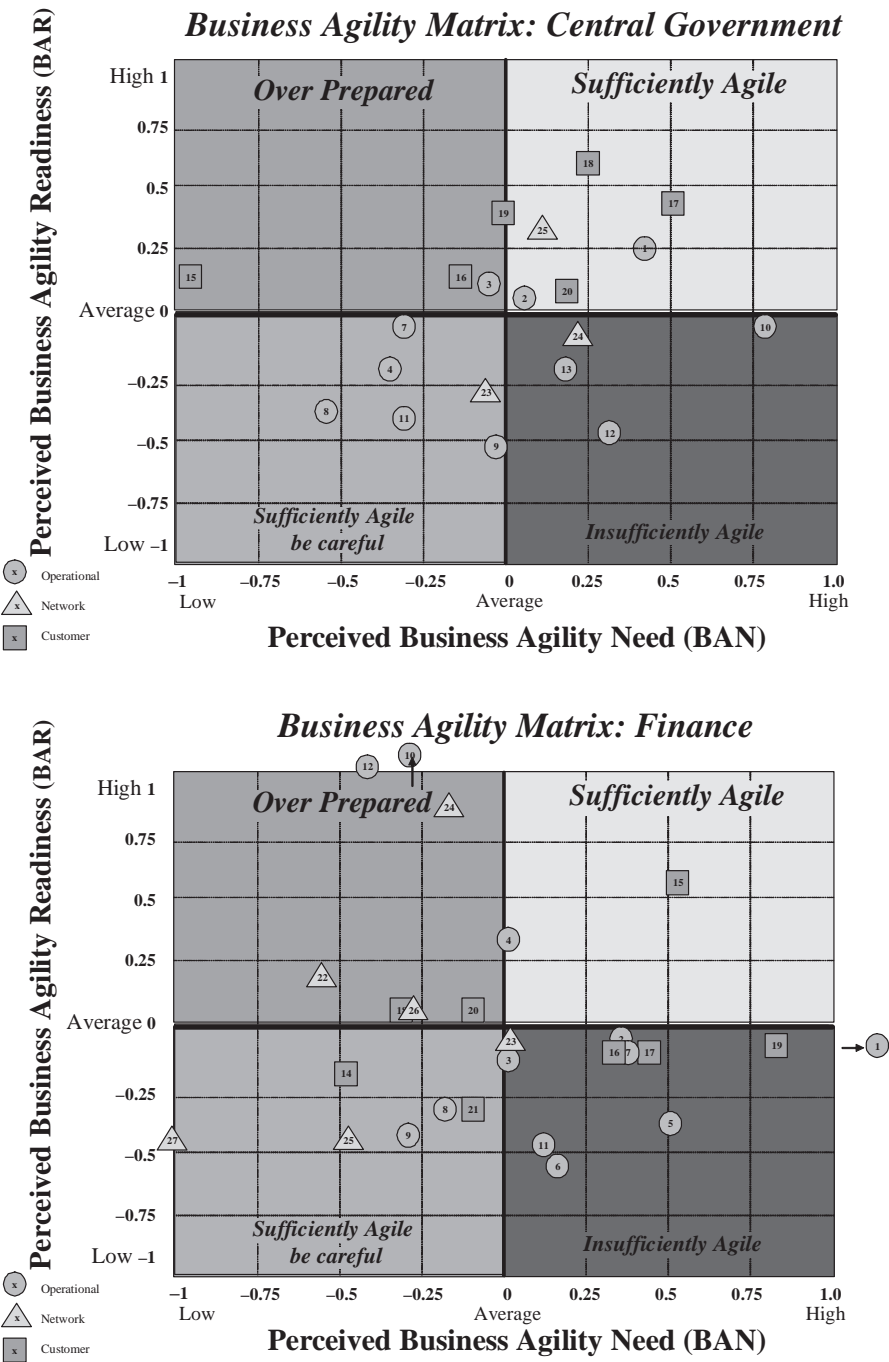 Business Agility Matrix: Central Government
Perceived Business Agility Readiness (BAR)
High 1
Over Prepared
Sufficiently Agile
0.75
18
0.5
17
19
25
1
0.25
15
16
3
20
2
Average 0
7
10
24
4
13
−0.25
23
8
11
12
9
−0.5
−0.75
Sufficiently Agile
be careful
Insufficiently Agile
Low −1
x Operational
x Network
x Customer
−1
−0.75
−0.5
−0.25
0
0.25
0.5
0.75
1.0
Low
Average
High
Perceived Business Agility Need (BAN)
Business Agility Matrix: Finance
Perceived Business Agility Readiness (BAR)
10
12
High 1
Over Prepared
24
Sufficiently Agile
0.75
15
0.5
4
0.25
22
26
20
Average 0
2
23
16
7
17
19
1
3
14
−0.25
8
21
5
9
27
25
11
−0.5
6
−0.75
Sufficiently Agile
be careful
Insufficiently Agile
Low −1
x Operational
x Network
x Customer
−1
−0.75
−0.5
−0.25
0
0.25
0.5
0.75
1.0
Low
Average
High
Perceived Business Agility Need (BAN)